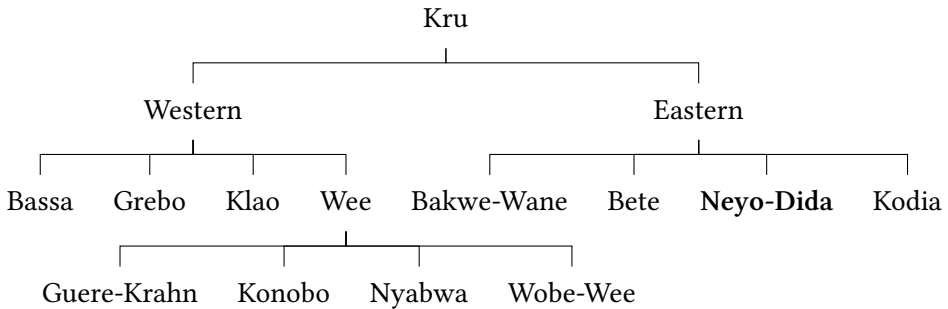 Kru
Western Eastern
Bassa Grebo Klao Wee Bakwe-Wane Bete Neyo-Dida Kodia
Guere-Krahn Konobo Nyabwa Wobe-Wee